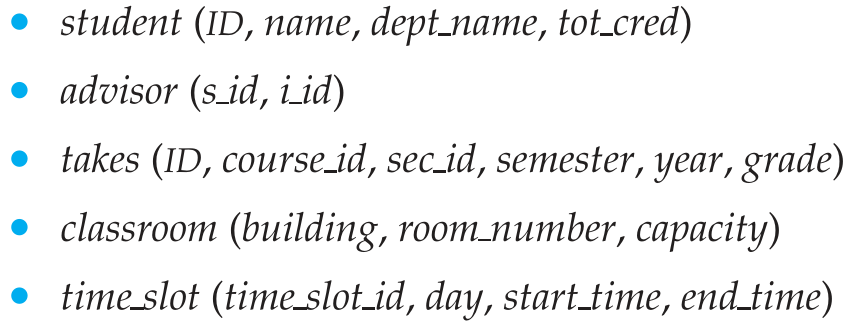 • student (ID, name, dept_name, tot_cred)
• advisor (s_id, i_id)
• takes (ID, course_id, sec_id, semester, year, grade)
• classroom (building, room_number, capacity)
• time_slot (time_slot_id, day, start_time, end_time)